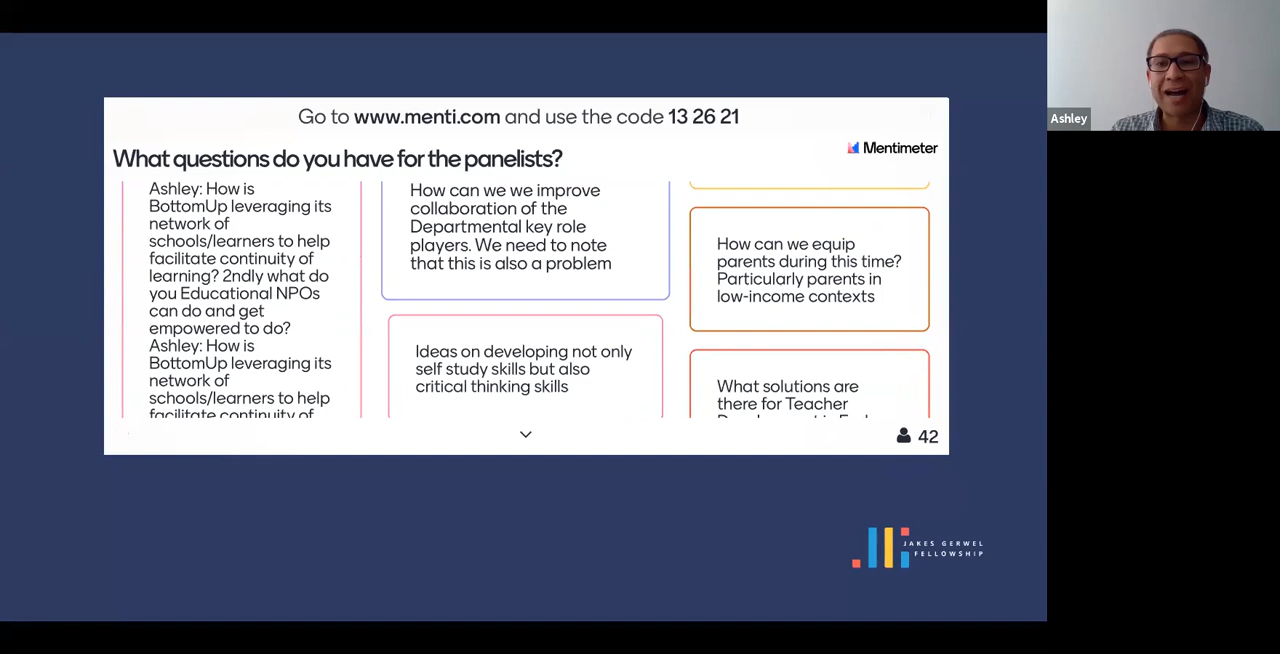 Go to www.menti.com and use the code 13 26 21
What questions do you have for the panelists?
Mentimeter
Ashley: How is
BottomUp leveraging its
network of
schools/learners to help
facilitate continuity of
learning? 2ndly what do
you Educational NPOs
can do and get
empowered to do?
Ashley: How is
BottomUp leveraging its
network of
schools/learners to help
facilitate continuity of
How can we we improve
collaboration of the
Departmental key role
players. We need to note
that this is also a problem
Ideas on developing not only
self study skills but also
critical thinking skills
How can we equip
parents during this time?
Particularly parents in
low-income contexts
What solutions are
there for Teacher
42
JAKES GERWEL
FELLOWSHIP
Ashley